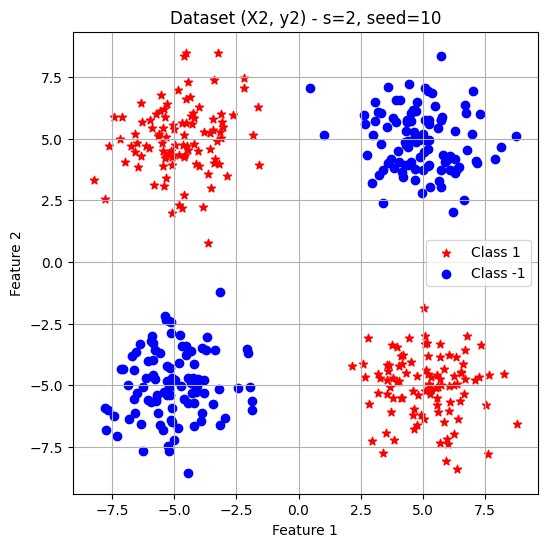 Dataset (X2, y2) - s=2, seed=10
7.5
5.0
2.5
0.0
−2.5
−5.0
−7.5
Feature 2
Class 1
Class -1
−7.5 −5.0 −2.5 0.0 2.5 5.0 7.5
Feature 1